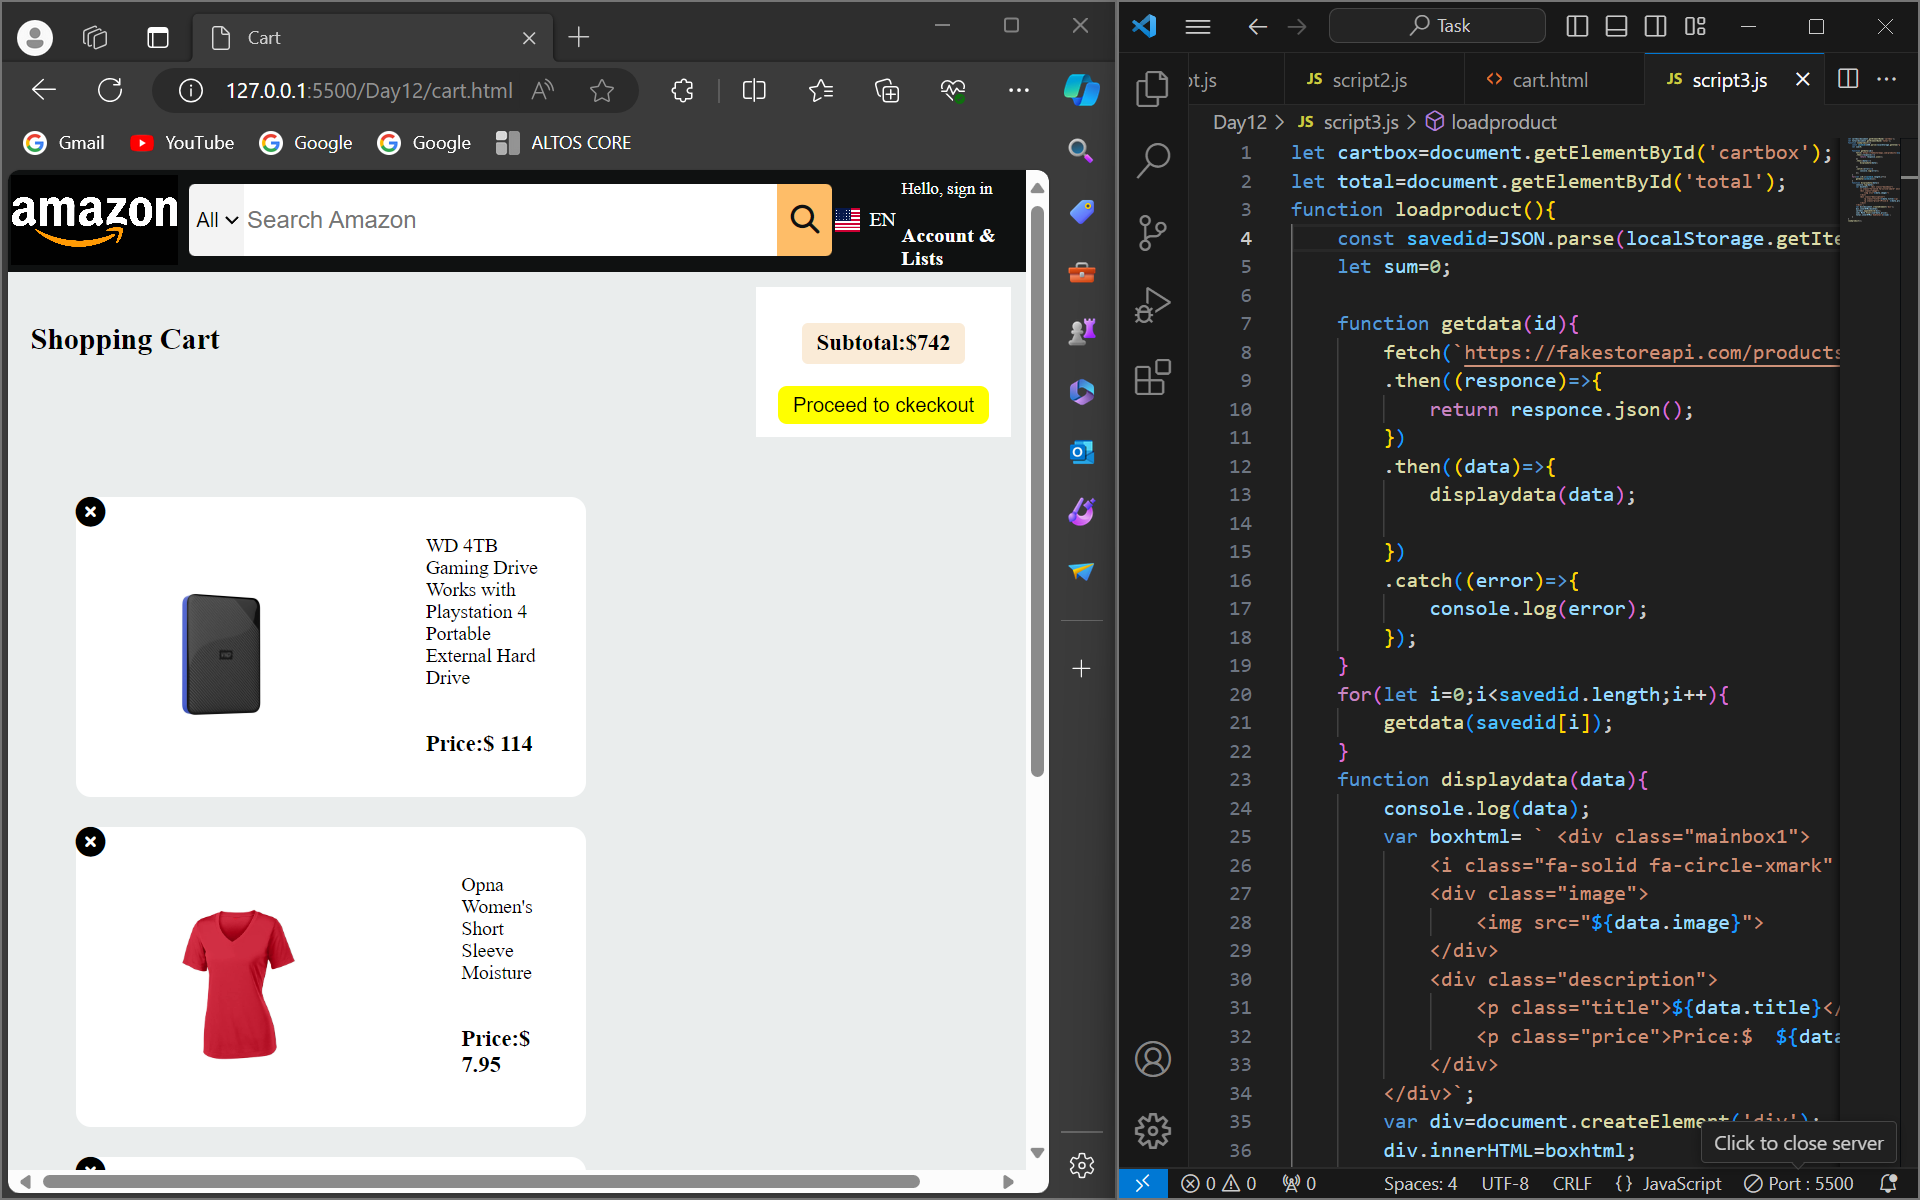 Cart
127.0.0.1:5500/Day12/cart.html
Gmail
YouTube
Google
Google
ALTOS CORE
amazon
All
Search Amazon
EN
Hello, sign in
Account &
Lists
Shopping Cart
Subtotal:$742
Proceed to ckeckout
WD 4TB
Gaming Drive
Works with
Playstation 4
Portable
External Hard
Drive
Price:$ 114
Opna
Women's
Short
Sleeve
Moisture
Price:$
7.95
Task
pt.js
JS script2.js
<> cart.html
JS script3.js
Day12 > JS script3.js > loadproduct
1 let cartbox=document.getElementById('cartbox');
2 let total=document.getElementById('total');
3 function loadproduct(){
4 const savedid=JSON.parse(localStorage.getIte
5 let sum=0;
6
7 function getdata(id){
8 fetch(`https://fakestoreapi.com/products
9 .then((responce)=>{
10 return responce.json();
11 })
12 .then((data)=>{
13 displaydata(data);
14
15 })
16 .catch((error)=>{
17 console.log(error);
18 });
19 }
20 for(let i=0;i<savedid.length;i++){
21 getdata(savedid[i]);
22 }
23 function displaydata(data){
24 console.log(data);
25 var boxhtml= ` <div class="mainbox1">
26 <i class="fa-solid fa-circle-xmark"
27 <div class="image">
28 <img src="${data.image}">
29 </div>
30 <div class="description">
31 <p class="title">${data.title}</
32 <p class="price">Price:$ ${data
33 </div>
34 </div>`;
35 var div=document.createElement('div');
36 div.innerHTML=boxhtml;
Click to close server
0 0 0 Spaces: 4 UTF-8 CRLF {} JavaScript Port : 5500